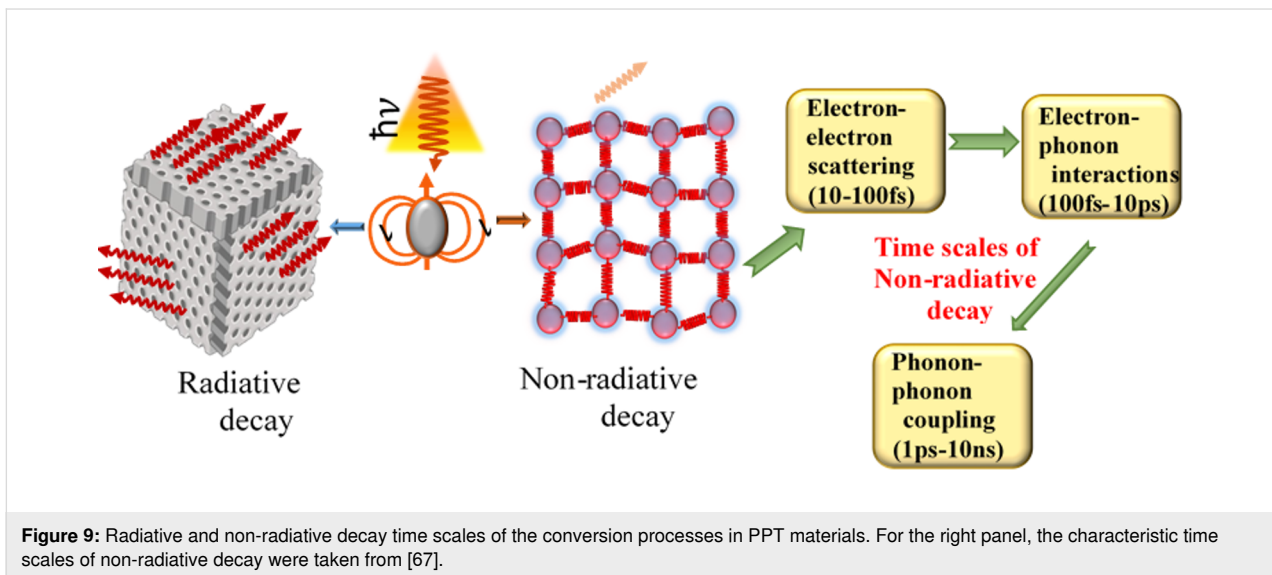 ħν
Radiative
decay
Non-radiative
decay
Electron-
electron
scattering
(10-100fs)
Electron-
phonon
interactions
(100fs-10ps)
Time scales of
Non-radiative
decay
Phonon-
phonon
coupling
(1ps-10ns)
Figure 9: Radiative and non-radiative decay time scales of the conversion processes in PPT materials. For the right panel, the characteristic time
scales of non-radiative decay were taken from [67].